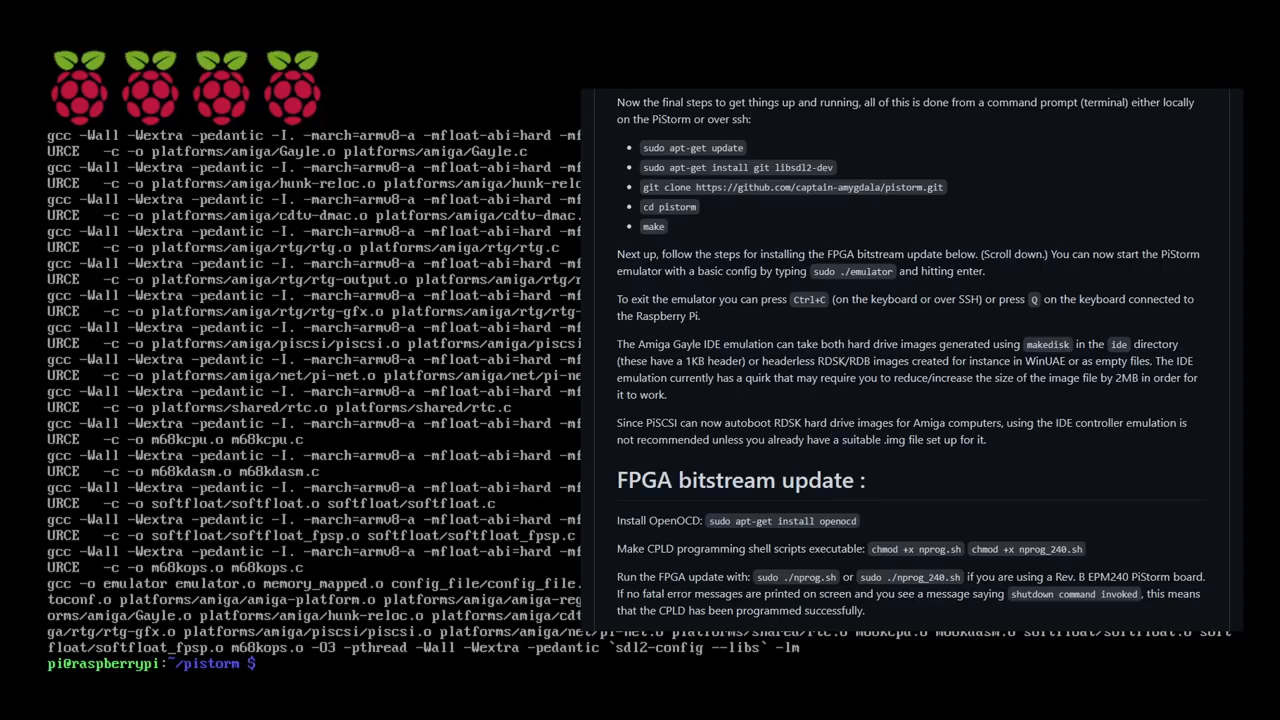 gcc -Wall -Wextra -pedantic -I. -march=armv8-a -mfloat-abi=hard -mf
URCE   -c -o platforms/amiga/Gayle.o platforms/amiga/Gayle.c
gcc -Wall -Wextra -pedantic -I. -march=armv8-a -mfloat-abi=hard -mf
URCE   -c -o platforms/amiga/hunk-reloc.o platforms/amiga/hunk-reloc
gcc -Wall -Wextra -pedantic -I. -march=armv8-a -mfloat-abi=hard -mf
URCE   -c -o platforms/amiga/cdtv-dmac.o platforms/amiga/cdtv-dmac.
gcc -Wall -Wextra -pedantic -I. -march=armv8-a -mfloat-abi=hard -mf
URCE   -c -o platforms/amiga/rtg/rtg.o platforms/amiga/rtg/rtg.c
gcc -Wall -Wextra -pedantic -I. -march=armv8-a -mfloat-abi=hard -mf
URCE   -c -o platforms/amiga/rtg/rtg-output.o platforms/amiga/rtg/r
gcc -Wall -Wextra -pedantic -I. -march=armv8-a -mfloat-abi=hard -mf
URCE   -c -o platforms/amiga/rtg/rtg-gfx.o platforms/amiga/rtg/rtg-
gcc -Wall -Wextra -pedantic -I. -march=armv8-a -mfloat-abi=hard -mf
URCE   -c -o platforms/amiga/piscsi/piscsi.o platforms/amiga/piscsi
gcc -Wall -Wextra -pedantic -I. -march=armv8-a -mfloat-abi=hard -mf
URCE   -c -o platforms/amiga/net/pi-net.o platforms/amiga/net/pi-ne
gcc -Wall -Wextra -pedantic -I. -march=armv8-a -mfloat-abi=hard -mf
URCE   -c -o platforms/shared/rtc.o platforms/shared/rtc.c
gcc -Wall -Wextra -pedantic -I. -march=armv8-a -mfloat-abi=hard -mf
URCE   -c -o m68kcpu.o m68kcpu.c
gcc -Wall -Wextra -pedantic -I. -march=armv8-a -mfloat-abi=hard -mf
URCE   -c -o m68kdasm.o m68kdasm.c
gcc -Wall -Wextra -pedantic -I. -march=armv8-a -mfloat-abi=hard -mf
URCE   -c -o softfloat/softfloat.o softfloat/softfloat.c
gcc -Wall -Wextra -pedantic -I. -march=armv8-a -mfloat-abi=hard -mf
URCE   -c -o softfloat/softfloat_fpsp.o softfloat/softfloat_fpsp.c
gcc -Wall -Wextra -pedantic -I. -march=armv8-a -mfloat-abi=hard -mf
URCE   -c -o m68kops.o m68kops.c
gcc -o emulator emulator.o memory_mapped.o config_file/config_file.
toconf.o platforms/amiga/amiga-platform.o platforms/amiga/amiga-reg
orms/amiga/Gayle.o platforms/amiga/hunk-reloc.o platforms/amiga/cdt
ga/rtg/rtg-gfx.o platforms/amiga/piscsi/piscsi.o platforms/amiga/net/pi-net.o platforms/shared/rtc.o m68kcpu.o m68kdasm.o softfloat/softfloat.o soft
float/softfloat_fpsp.o m68kops.o -O3 -pthread -Wall -Wextra -pedantic `sdl2-config --libs` -lm
pi@raspberrypi:~/pistorm $
Now the final steps to get things up and running, all of this is done from a command prompt (terminal) either locally
on the PiStorm or over ssh:
• sudo apt-get update
• sudo apt-get install git libsdl2-dev
• git clone https://github.com/captain-amygdala/pistorm.git
• cd pistorm
• make
Next up, follow the steps for installing the FPGA bitstream update below. (Scroll down.) You can now start the PiStorm
emulator with a basic config by typing sudo ./emulator and hitting enter.
To exit the emulator you can press Ctrl+C (on the keyboard or over SSH) or press Q on the keyboard connected to
the Raspberry Pi.
The Amiga Gayle IDE emulation can take both hard drive images generated using makedisk in the ide directory
(these have a 1KB header) or headerless RDSK/RDB images created for instance in WinUAE or as empty files. The IDE
emulation currently has a quirk that may require you to reduce/increase the size of the image file by 2MB in order for
it to work.
Since PiSCSI can now autoboot RDSK hard drive images for Amiga computers, using the IDE controller emulation is
not recommended unless you already have a suitable .img file set up for it.
FPGA bitstream update :
Install OpenOCD: sudo apt-get install openocd
Make CPLD programming shell scripts executable: chmod +x nprog.sh chmod +x nprog_240.sh
Run the FPGA update with: sudo ./nprog.sh or sudo ./nprog_240.sh if you are using a Rev. B EPM240 PiStorm board.
If no fatal error messages are printed on screen and you see a message saying shutdown command invoked, this means
that the CPLD has been programmed successfully.